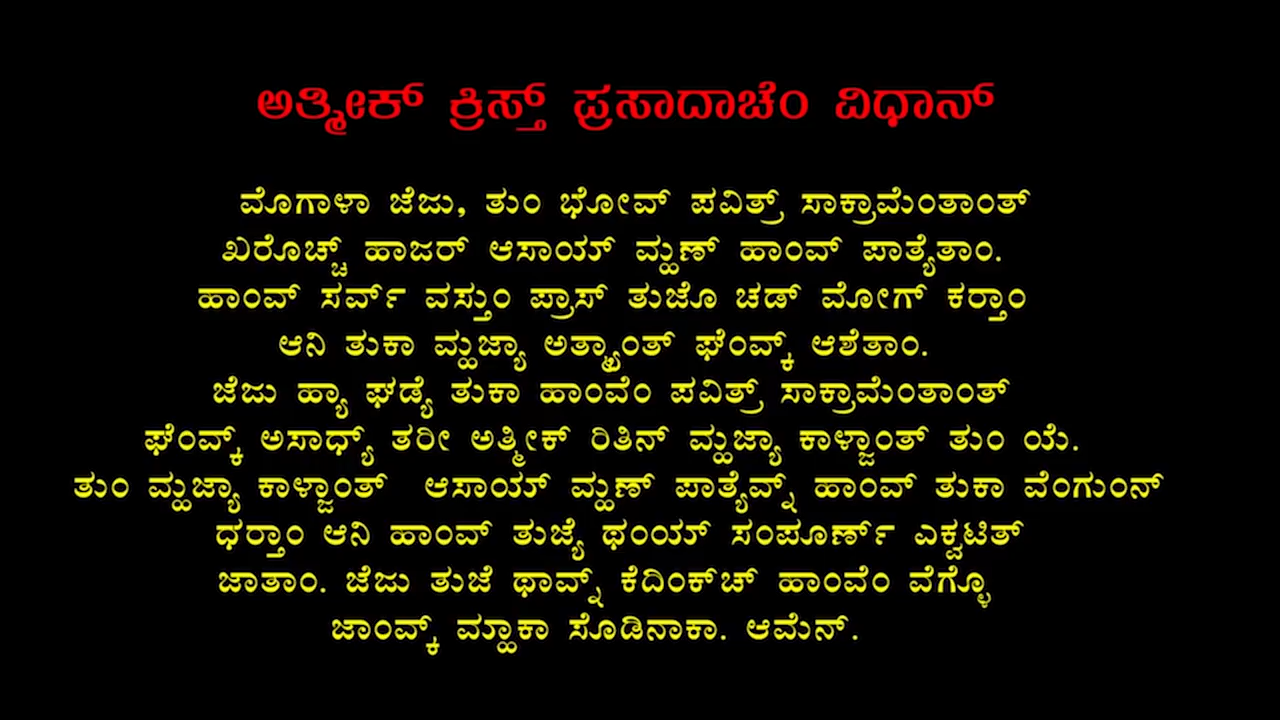 ಅತ್ಮೀಕ್ ಕ್ರಿಸ್ತ್ ಪ್ರಸಾದಾಚೆಂ ವಿಧಾನ್
ಮೊಗಾಳಾ ಜೆಜು, ತುಂ ಭೋವ್ ಪವಿತ್ರ್ ಸಾಕ್ರಾಮೆಂತಾಂತ್
ಖರೊಚ್ಚ್ ಹಾಜರ್ ಆಸಾಯ್ ಮ್ಹಣ್ ಹಾಂವ್ ಪಾತ್ಯೆತಾಂ.
ಹಾಂವ್ ಸರ್ವ್ ವಸ್ತುಂ ಪ್ರಾಸ್ ತುಜೊ ಚಡ್ ಮೋಗ್ ಕರ‍್ತಾಂ
ಆನಿ ತುಕಾ ಮ್ಹಜ್ಯಾ ಅತ್ಮ್ಯಾಂತ್ ಘೆಂವ್ಕ್ ಆಶೆತಾಂ.
ಜೆಜು ಹ್ಯಾ ಘಡ್ಯೆ ತುಕಾ ಹಾಂವೆಂ ಪವಿತ್ರ್ ಸಾಕ್ರಾಮೆಂತಾಂತ್
ಘೆಂವ್ಕ್ ಅಸಾಧ್ಯ್ ತರೀ ಅತ್ಮೀಕ್ ರಿತಿನ್ ಮ್ಹಜ್ಯಾ ಕಾಳ್ಜಾಂತ್ ತುಂ ಯೆ.
ತುಂ ಮ್ಹಜ್ಯಾ ಕಾಳ್ಜಾಂತ್ ಆಸಾಯ್ ಮ್ಹಣ್ ಪಾತ್ಯೆವ್ನ್ ಹಾಂವ್ ತುಕಾ ವೆಂಗುಂನ್
ಧರ‍್ತಾಂ ಆನಿ ಹಾಂವ್ ತುಜ್ಯೆ ಥಂಯ್ ಸಂಪೂರ್ಣ್ ಎಕ್ವಟಿತ್
ಜಾತಾಂ. ಜೆಜು ತುಜೆ ಥಾವ್ನ್ ಕೆದಿಂಕ್‌ಚ್ ಹಾಂವೆಂ ವೆಗ್ಳೊ
ಜಾಂವ್ಕ್ ಮ್ಹಾಕಾ ಸೊಡಿನಾಕಾ. ಆಮೆನ್.